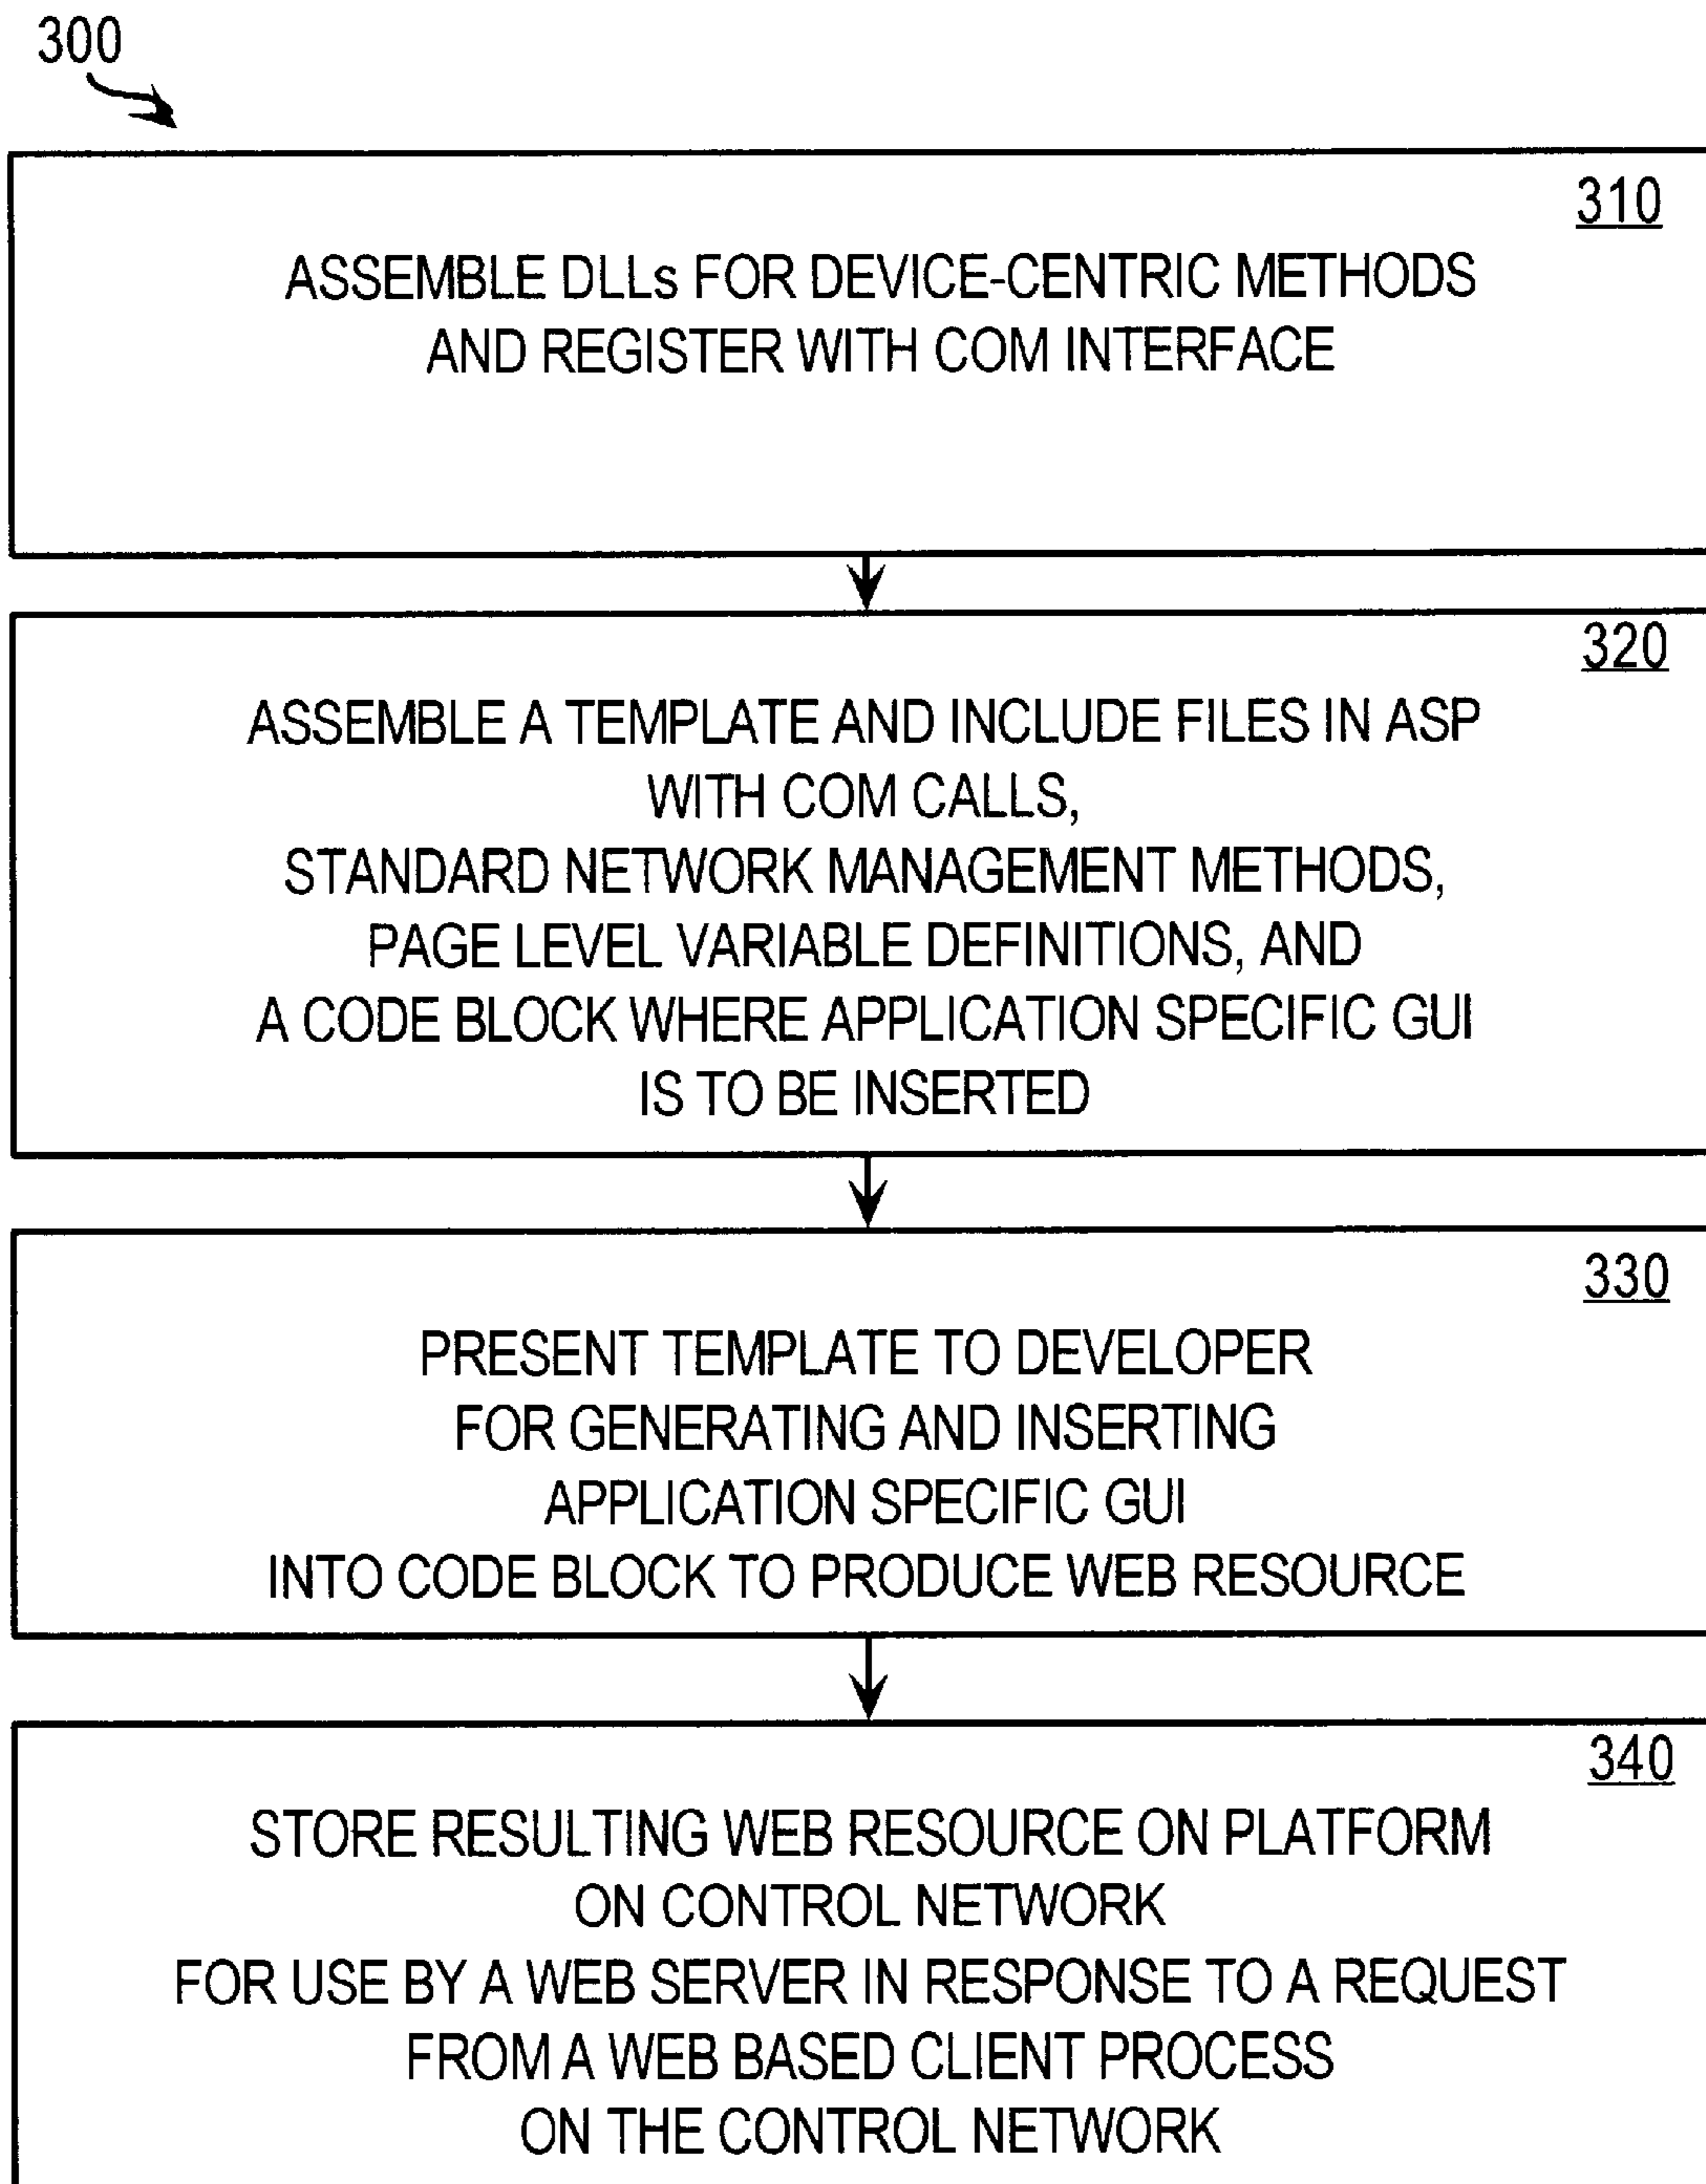 300
310
ASSEMBLE DLLs FOR DEVICE-CENTRIC METHODS
AND REGISTER WITH COM INTERFACE
320
ASSEMBLE A TEMPLATE AND INCLUDE FILES IN ASP
WITH COM CALLS,
STANDARD NETWORK MANAGEMENT METHODS,
PAGE LEVEL VARIABLE DEFINITIONS, AND
A CODE BLOCK WHERE APPLICATION SPECIFIC GUI
IS TO BE INSERTED
330
PRESENT TEMPLATE TO DEVELOPER
FOR GENERATING AND INSERTING
APPLICATION SPECIFIC GUI
INTO CODE BLOCK TO PRODUCE WEB RESOURCE
340
STORE RESULTING WEB RESOURCE ON PLATFORM
ON CONTROL NETWORK
FOR USE BY A WEB SERVER IN RESPONSE TO A REQUEST
FROM A WEB BASED CLIENT PROCESS
ON THE CONTROL NETWORK